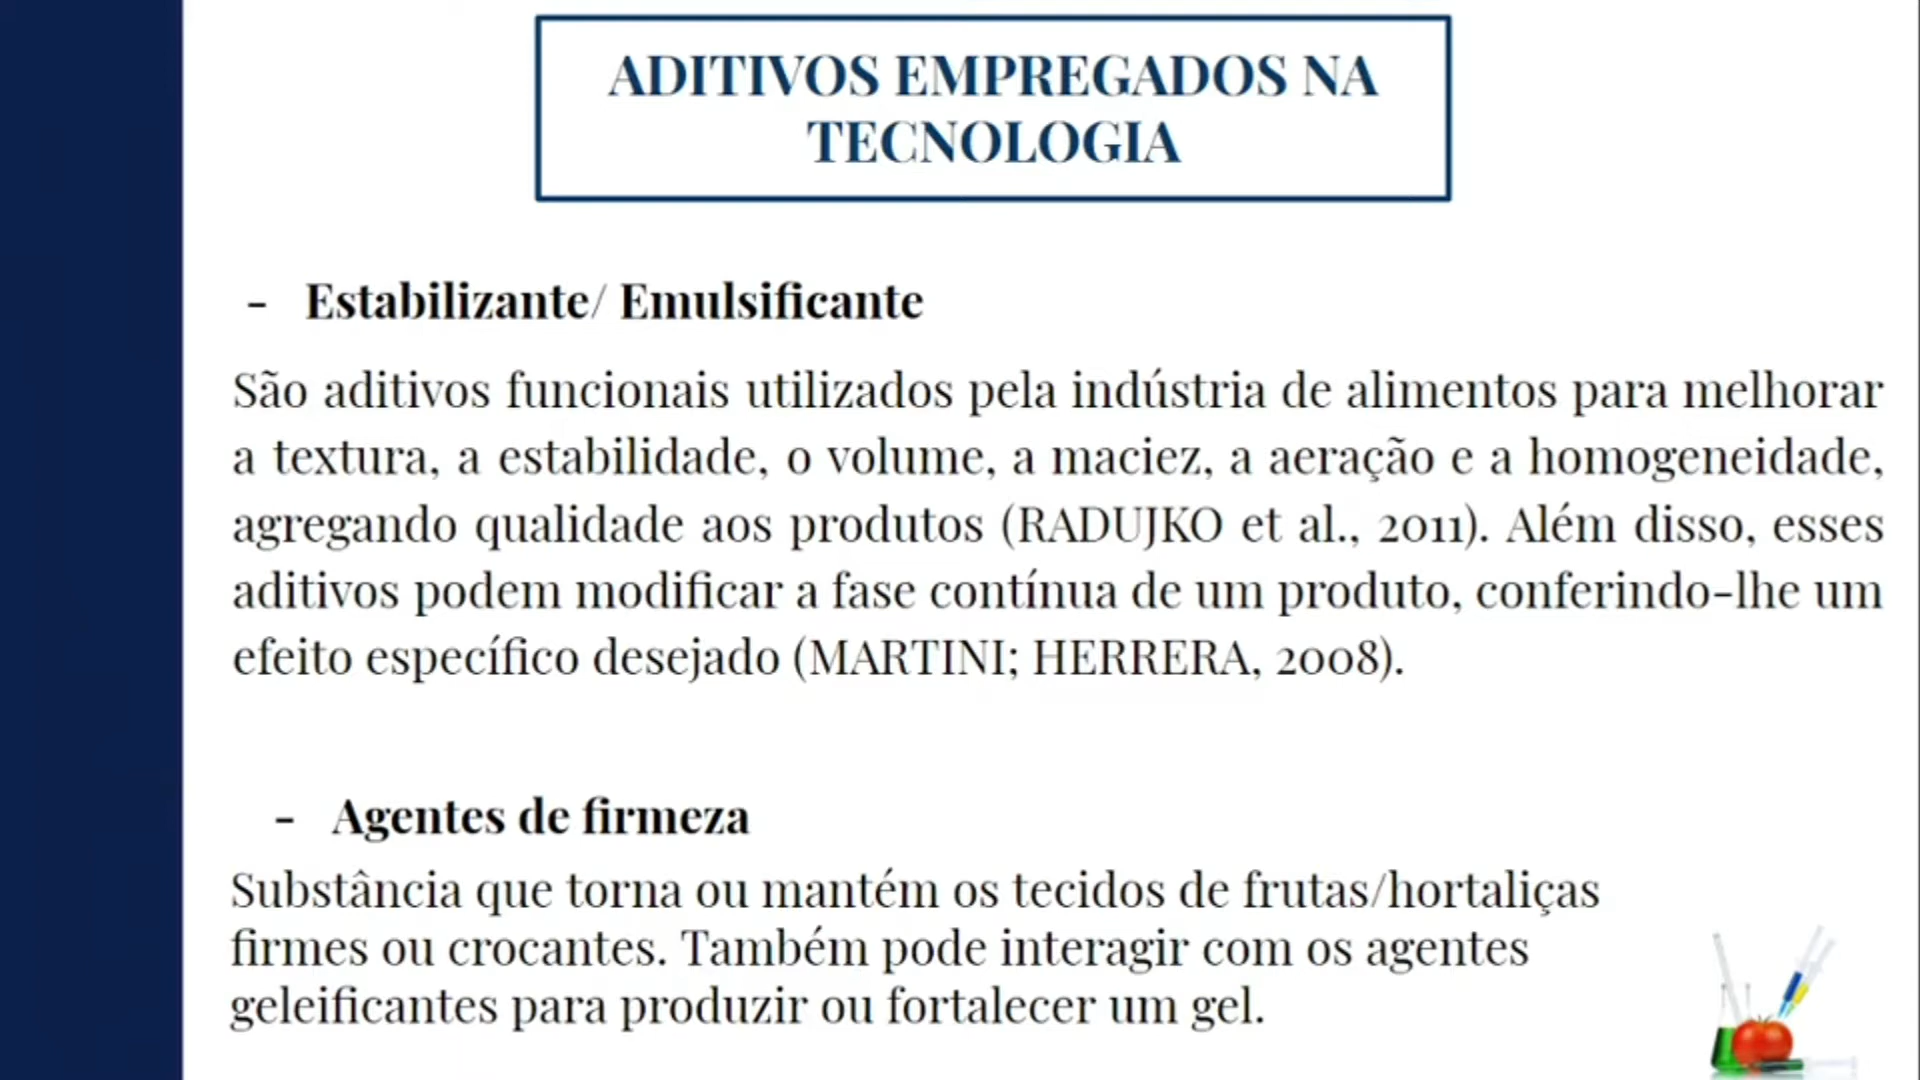 ADITIVOS EMPREGADOS NA
TECNOLOGIA
- Estabilizante/ Emulsificante
São aditivos funcionais utilizados pela indústria de alimentos para melhorar
a textura, a estabilidade, o volume, a maciez, a aeração e a homogeneidade,
agregando qualidade aos produtos (RADUJKO et al., 2011). Além disso, esses
aditivos podem modificar a fase contínua de um produto, conferindo-lhe um
efeito específico desejado (MARTINI; HERRERA, 2008).
- Agentes de firmeza
Substância que torna ou mantém os tecidos de frutas/hortaliças
firmes ou crocantes. Também pode interagir com os agentes
geleificantes para produzir ou fortalecer um gel.